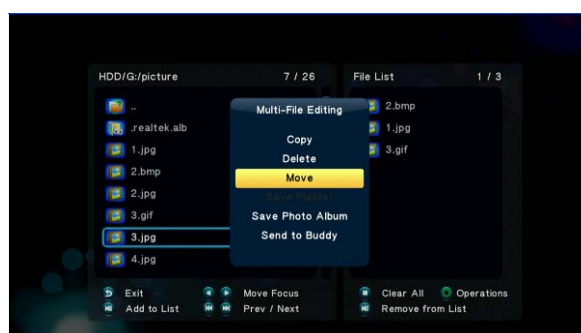 HDD/G:/picture 7 / 26
..
.realtek.alb
1.jpg
2.bmp
2.jpg
3.gif
3.jpg
4.jpg
Multi-File Editing
Copy
Delete
Move
Save Playlist
Save Photo Album
Send to Buddy
File List 1 / 3
2.bmp
1.jpg
3.gif
Exit Move Focus Clear All Operations
Add to List Prev / Next Remove from List